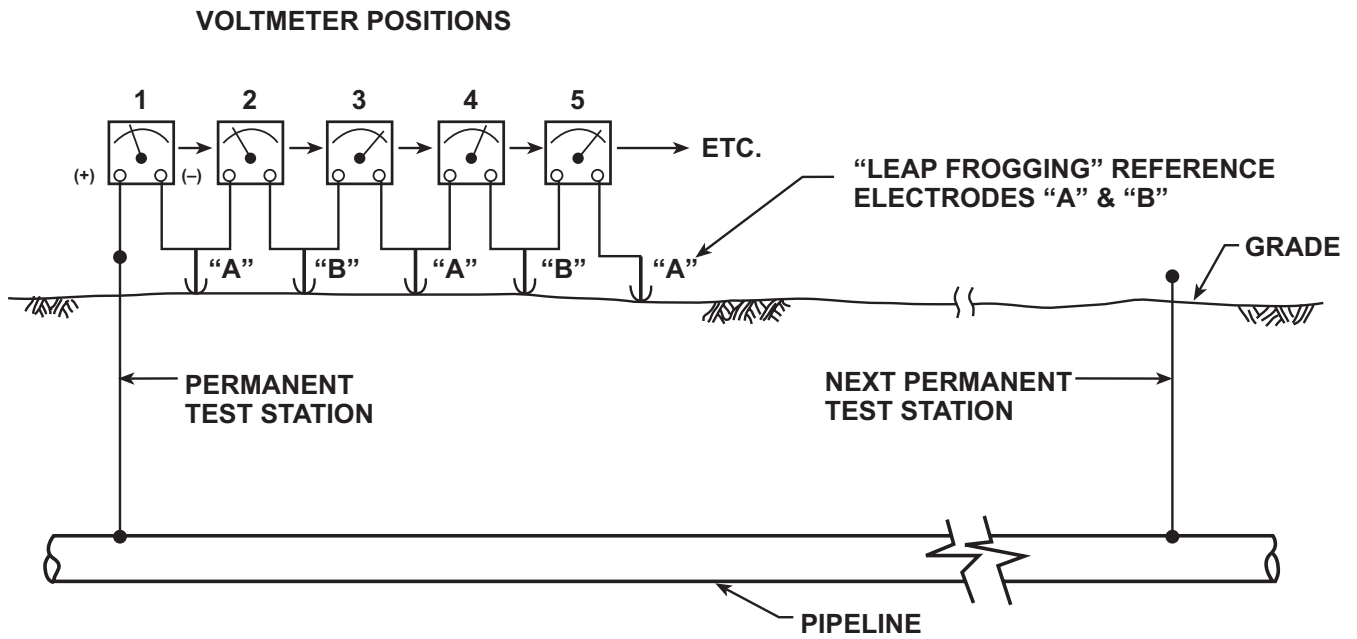 VOLTMETER POSITIONS
1 2 3 4 5
(+) (–)
ETC.
“LEAP FROGGING” REFERENCE
ELECTRODES “A” & “B”
“A” “B” “A” “B” “A”
GRADE
PERMANENT
TEST STATION
NEXT PERMANENT
TEST STATION
PIPELINE